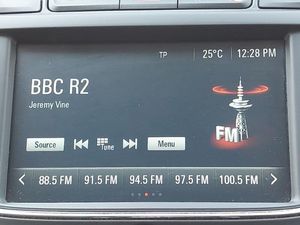 TP 25°C 12:28 PM
BBC R2
Jeremy Vine
FM
Source Tune Menu
88.5 FM 91.5 FM 94.5 FM 97.5 FM 100.5 FM